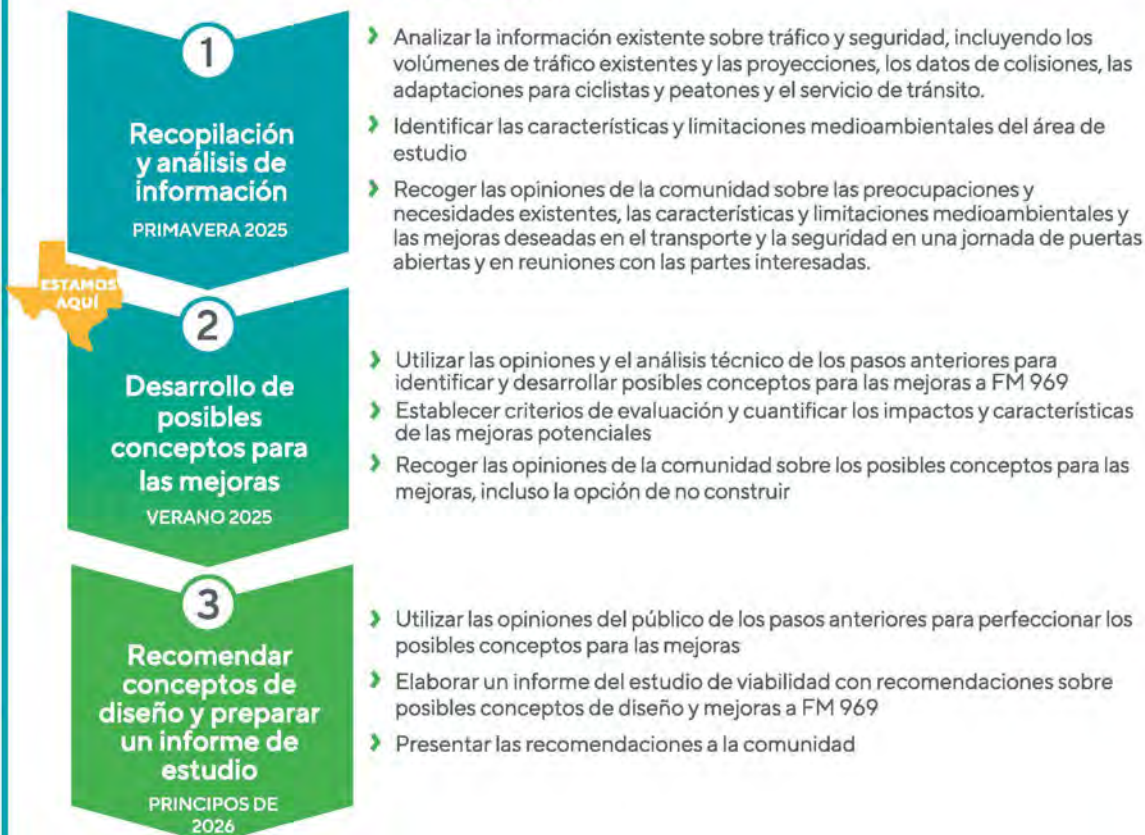 1
Recopilación
y análisis de
información
PRIMAVERA 2025
› Analizar la información existente sobre tráfico y seguridad, incluyendo los
volúmenes de tráfico existentes y las proyecciones, los datos de colisiones, las
adaptaciones para ciclistas y peatones y el servicio de tránsito.
› Identificar las características y limitaciones medioambientales del área de
estudio
› Recoger las opiniones de la comunidad sobre las preocupaciones y
necesidades existentes, las características y limitaciones medioambientales y
las mejoras deseadas en el transporte y la seguridad en una jornada de puertas
abiertas y en reuniones con las partes interesadas.
ESTAMOS
AQUÍ
2
Desarrollo de
posibles
conceptos para
las mejoras
VERANO 2025
› Utilizar las opiniones y el análisis técnico de los pasos anteriores para
identificar y desarrollar posibles conceptos para las mejoras a FM 969
› Establecer criterios de evaluación y cuantificar los impactos y características
de las mejoras potenciales
› Recoger las opiniones de la comunidad sobre los posibles conceptos para las
mejoras, incluso la opción de no construir
3
Recomendar
conceptos de
diseño y preparar
un informe de
estudio
PRINCIPOS DE
2026
› Utilizar las opiniones del público de los pasos anteriores para perfeccionar los
posibles conceptos para las mejoras
› Elaborar un informe del estudio de viabilidad con recomendaciones sobre
posibles conceptos de diseño y mejoras a FM 969
› Presentar las recomendaciones a la comunidad